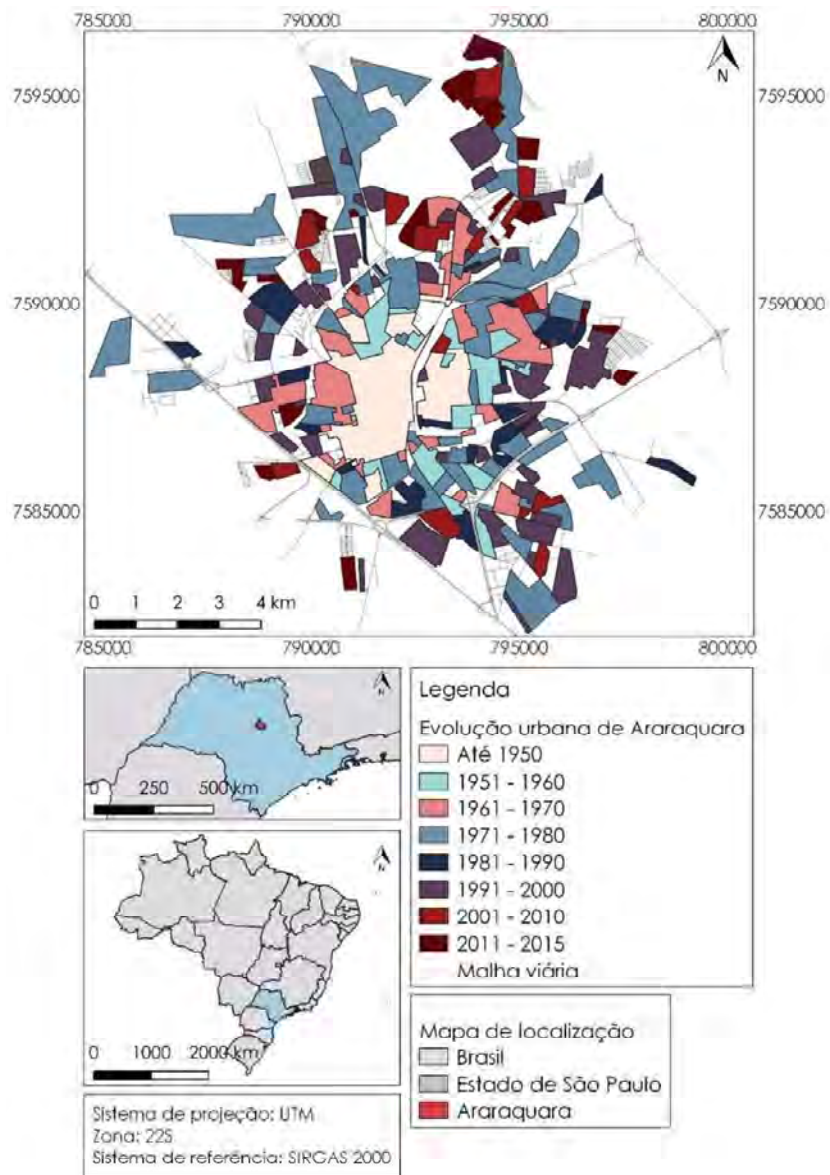 785000 790000 795000 800000
N
7595000 7595000
7590000 7590000
7585000 7585000
0 1 2 3 4 km
785000 790000 795000 800000
N
0 250 500 km
N
0 1000 2000 km
Sistema de projeção: UTM
Zona: 22S
Sistema de referência: SIRGAS 2000
Legenda
Evolução urbana de Araraquara
Até 1950
1951 - 1960
1961 - 1970
1971 - 1980
1981 - 1990
1991 - 2000
2001 - 2010
2011 - 2015
Malha viária
Mapa de localização
Brasil
Estado de São Paulo
Araraquara